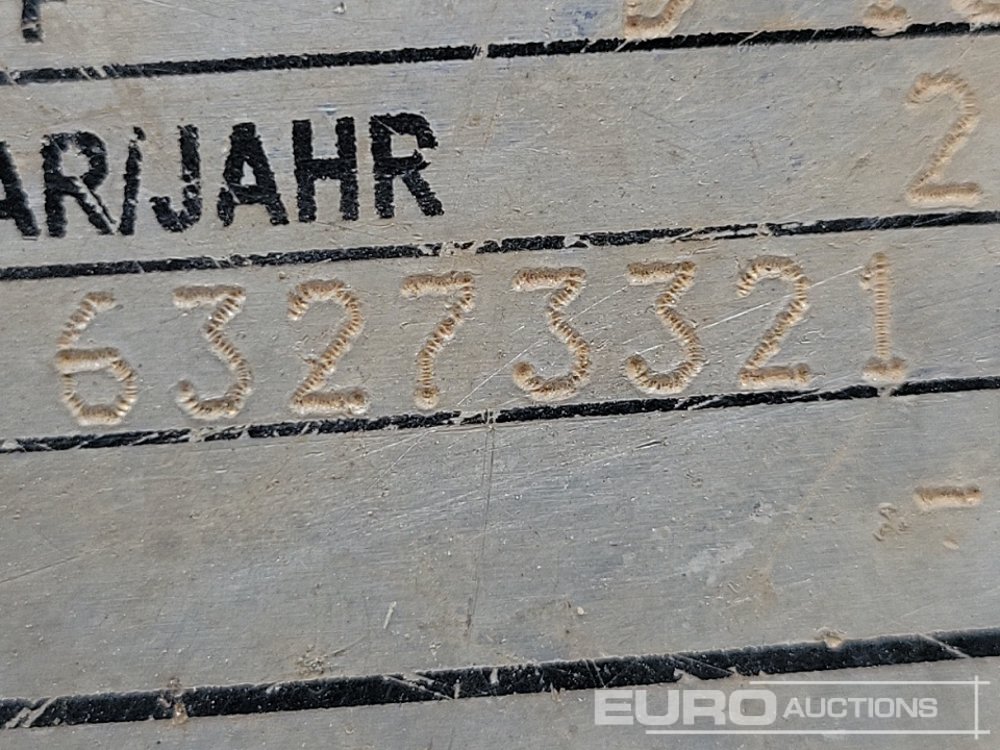 AR/JAHR 2
63273321
-
EURO AUCTIONS